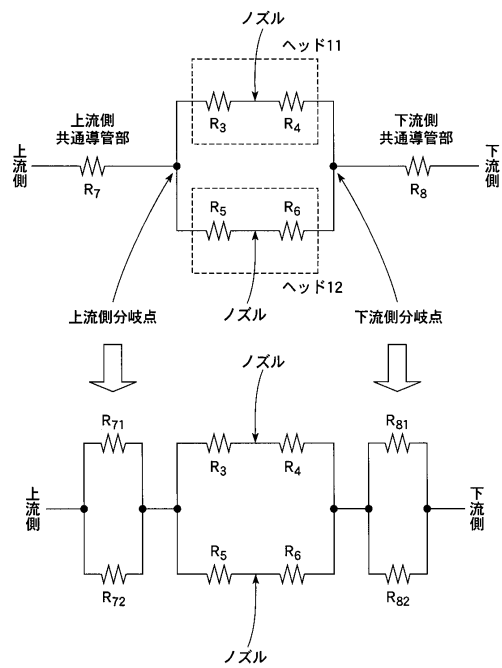 ノズル
ヘッド11
R3
R4
上流側
共通導管部
下流側
共通導管部
上流側
R7
R8
下流側
R5
R6
ヘッド12
ノズル
上流側分岐点
下流側分岐点
ノズル
R71
R81
R3
R4
上流側
下流側
R5
R6
R72
R82
ノズル